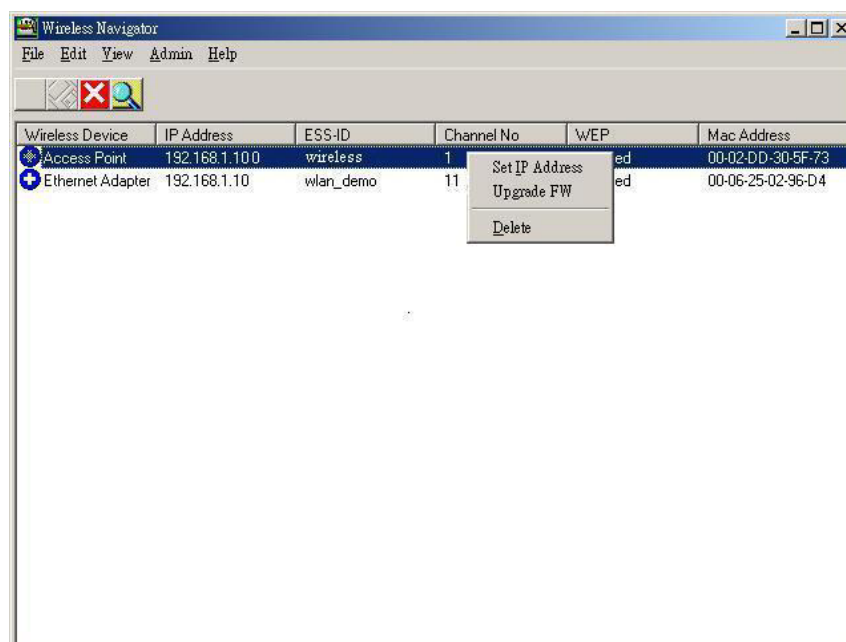 Wireless Navigator
File Edit View Admin Help
Wireless Device IP Address ESS-ID Channel No WEP Mac Address
Access Point 192.168.1.100 wireless 1 ed 00-02-DD-30-5F-73
Ethernet Adapter 192.168.1.10 wlan_demo 11 ed 00-06-25-02-96-D4
Set IP Address
Upgrade FW
Delete